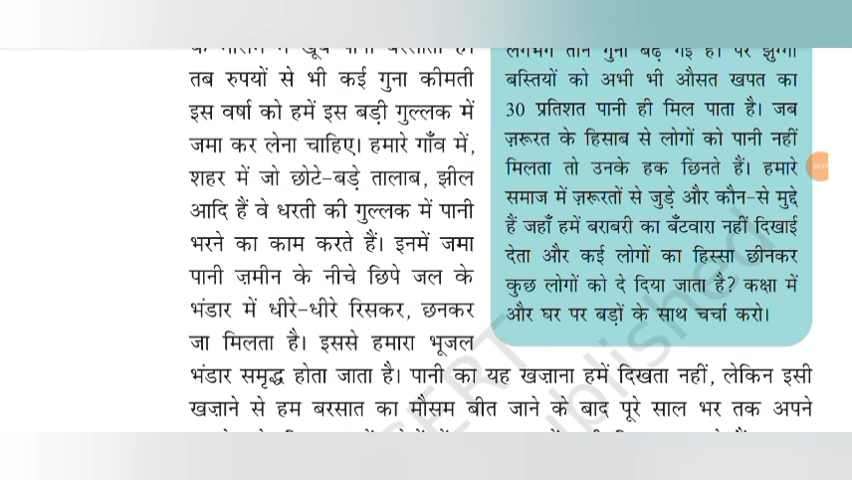 तब रुपयों से भी कई गुना कीमती
इस वर्षा को हमें इस बड़ी गुल्लक में
जमा कर लेना चाहिए। हमारे गाँव में,
शहर में जो छोटे-बड़े तालाब, झील
आदि हैं वे धरती की गुल्लक में पानी
भरने का काम करते हैं। इनमें जमा
पानी ज़मीन के नीचे छिपे जल के
भंडार में धीरे-धीरे रिसकर, छनकर
जा मिलता है। इससे हमारा भूजल
भंडार समृद्ध होता जाता है। पानी का यह खज़ाना हमें दिखता नहीं, लेकिन इसी
खज़ाने से हम बरसात का मौसम बीत जाने के बाद पूरे साल भर तक अपने
लगभग तीन गुना बढ़ गई है। पर झुग्गी
बस्तियों को अभी भी औसत खपत का
30 प्रतिशत पानी ही मिल पाता है। जब
ज़रूरत के हिसाब से लोगों को पानी नहीं
मिलता तो उनके हक छिनते हैं। हमारे
समाज में ज़रूरतों से जुड़े और कौन-से मुद्दे
हैं जहाँ हमें बराबरी का बँटवारा नहीं दिखाई
देता और कई लोगों का हिस्सा छीनकर
कुछ लोगों को दे दिया जाता है? कक्षा में
और घर पर बड़ों के साथ चर्चा करो।